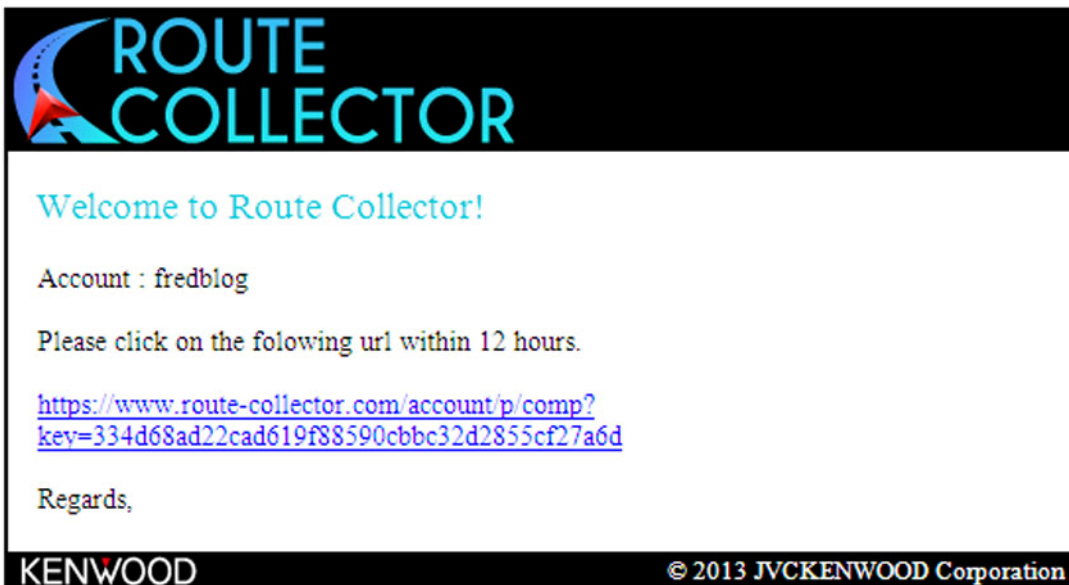 ROUTE
COLLECTOR
Welcome to Route Collector!
Account : fredblog
Please click on the folowing url within 12 hours.
https://www.route-collector.com/account/p/comp?
key=334d68ad22cad619f88590cbbc32d2855cf27a6d
Regards,
KENWOOD
© 2013 JVCKENWOOD Corporation